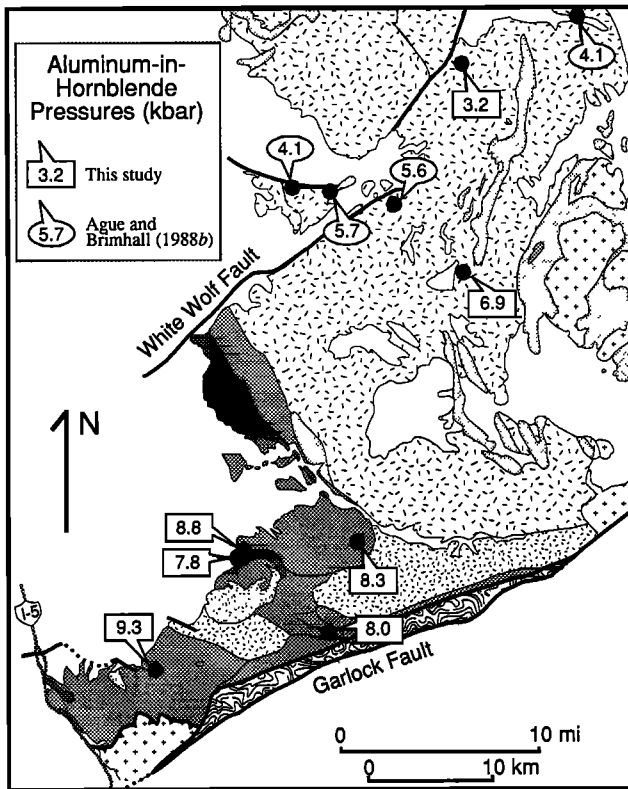 Aluminum-in-
Hornblende
Pressures (kbar)
3.2 This study
5.7 Ague and
Brimhall (1988b)
4.1
3.2
4.1
5.6
5.7
White Wolf Fault
6.9
N
8.8
7.8
8.3
I-5
9.3
8.0
Garlock Fault
0 10 mi
0 10 km